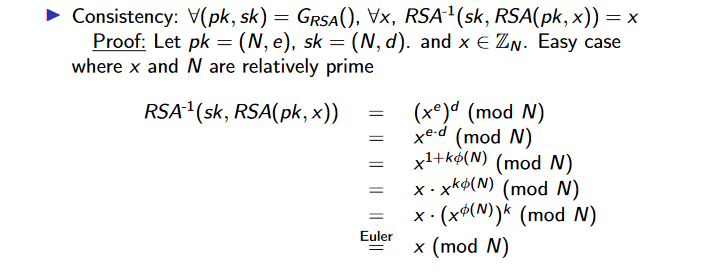 ▶ Consistency: ∀(pk, sk) = G_RSA(), ∀x, RSA⁻¹(sk, RSA(pk, x)) = x
Proof: Let pk = (N, e), sk = (N, d). and x ∈ ℤ_N. Easy case
where x and N are relatively prime
RSA⁻¹(sk, RSA(pk, x)) = (x^e)^d (mod N)
= x^{e·d} (mod N)
= x^{1+kϕ(N)} (mod N)
= x · x^{kϕ(N)} (mod N)
= x · (x^{ϕ(N)})^k (mod N)
Euler
= x (mod N)